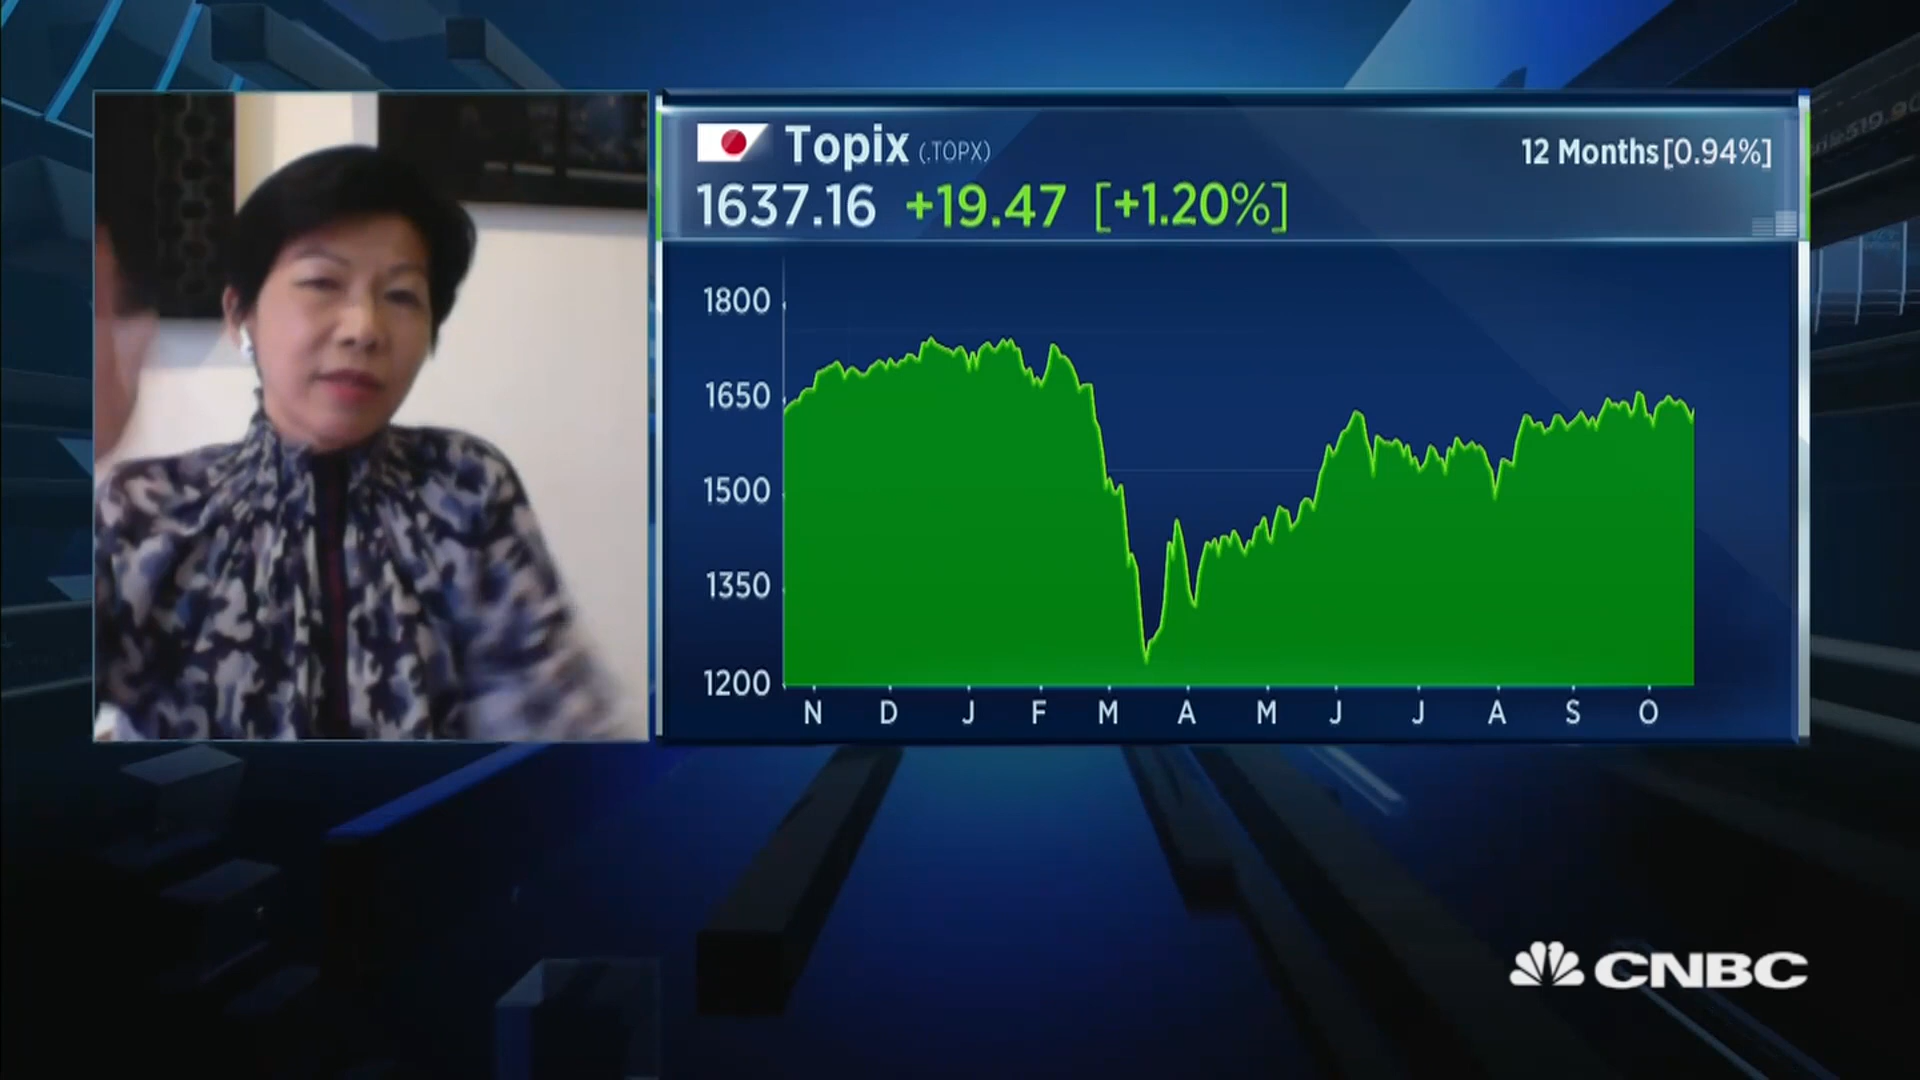 Topix (.TOPX)
12 Months [0.94%]
1637.16 +19.47 [+1.20%]
1800
1650
1500
1350
1200
N D J F M A M J J A S O
CNBC